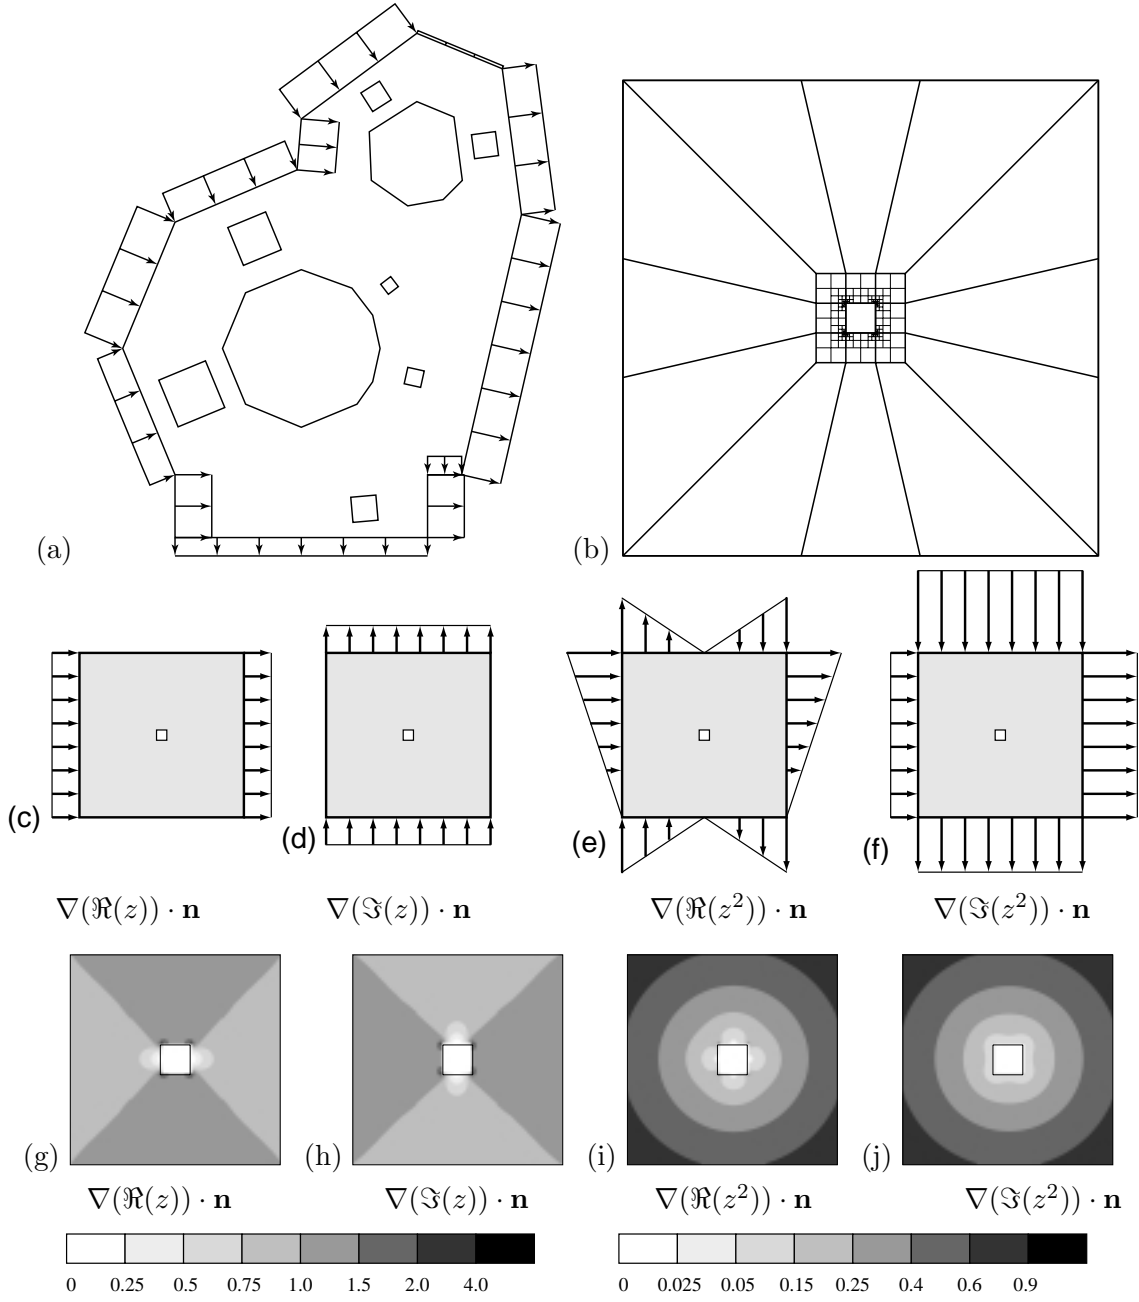 (a)
(b)
(c)
(d)
(e)
(f)
∇(ℜ(z)) · n
∇(ℑ(z)) · n
∇(ℜ(z²)) · n
∇(ℑ(z²)) · n
(g)
(h)
(i)
(j)
∇(ℜ(z)) · n
∇(ℑ(z)) · n
∇(ℜ(z²)) · n
∇(ℑ(z²)) · n
0 0.25 0.5 0.75 1.0 1.5 2.0 4.0
0 0.025 0.05 0.15 0.25 0.4 0.6 0.9